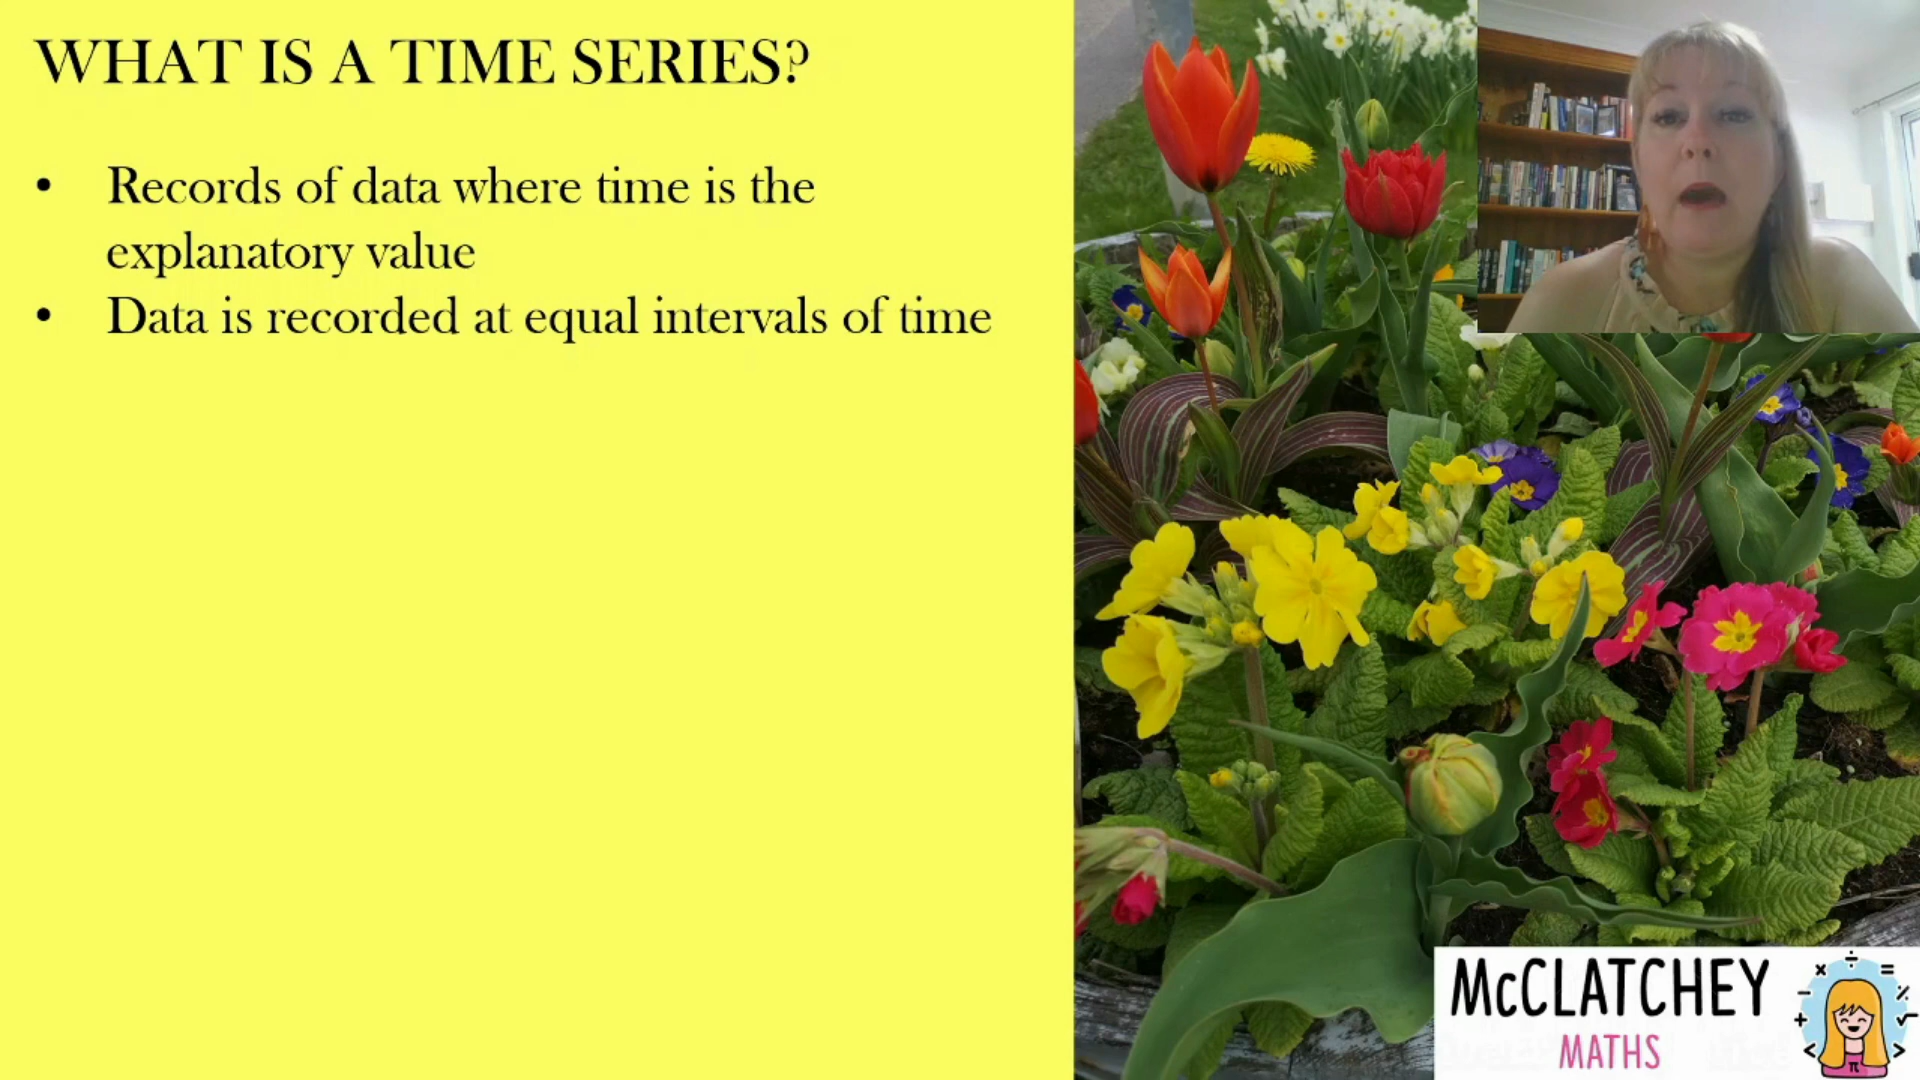 WHAT IS A TIME SERIES?
• Records of data where time is the
explanatory value
• Data is recorded at equal intervals of time
McCLATCHEY
MATHS